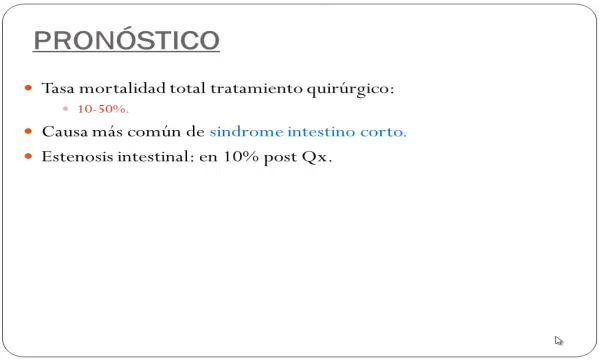 PRONÓSTICO
Tasa mortalidad total tratamiento quirúrgico:
10-50%.
Causa más común de sindrome intestino corto.
Estenosis intestinal: en 10% post Qx.